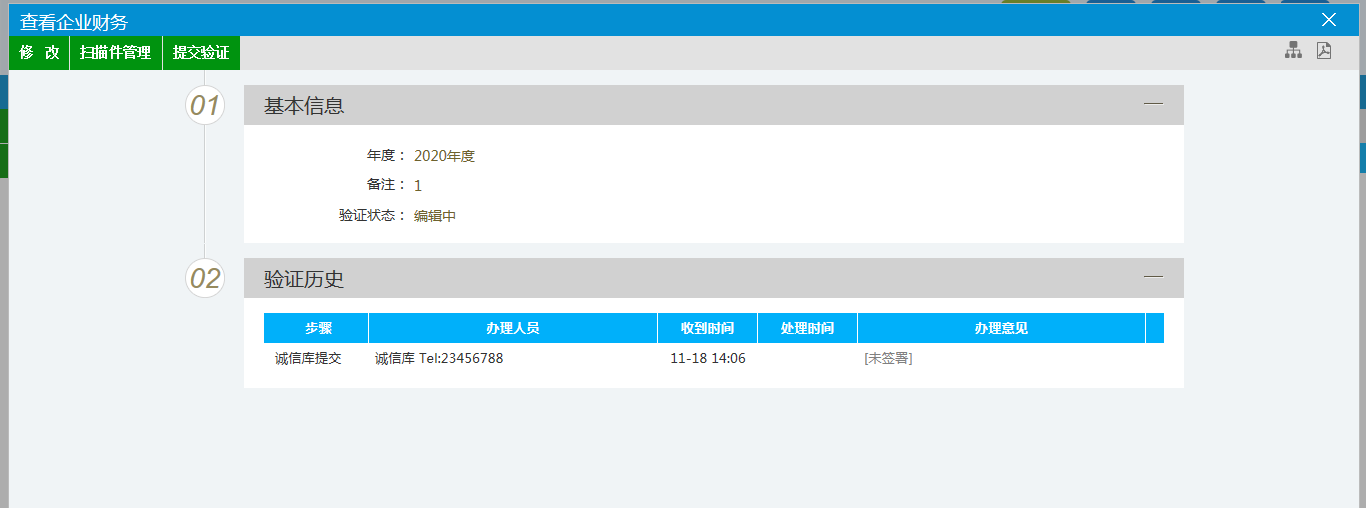 查看企业财务
修 改 扫描件管理 提交验证
01 基本信息
年度： 2020年度
备注： 1
验证状态： 编辑中
02 验证历史
步骤 办理人员 收到时间 处理时间 办理意见
诚信库提交 诚信库 Tel:23456788 11-18 14:06 [未签署]